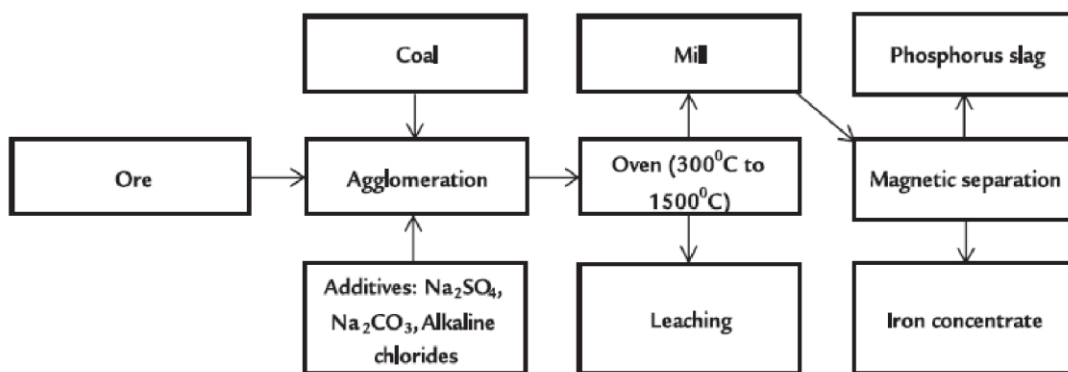 Coal
Mill
Phosphorus slag
Ore
Agglomeration
Oven (300⁰C to
1500⁰C)
Magnetic separation
Additives: Na₂SO₄,
Na₂CO₃, Alkaline
chlorides
Leaching
Iron concentrate